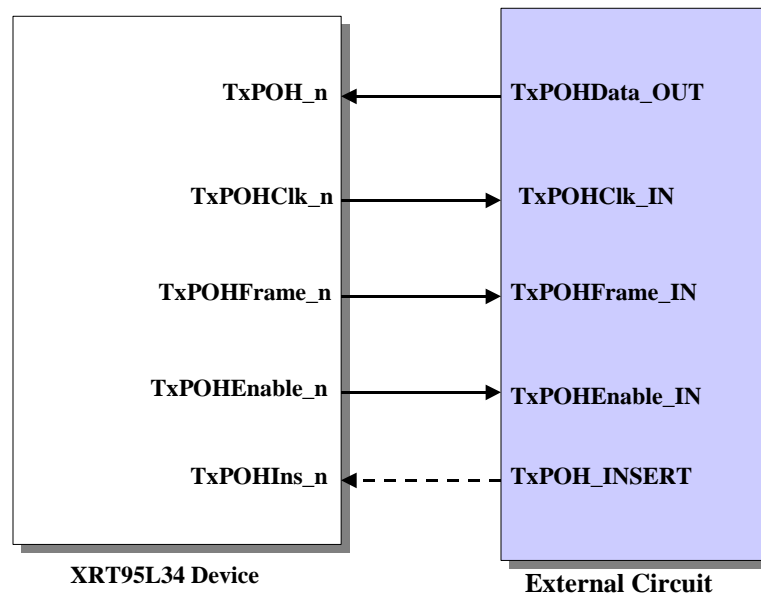 TxPOH_n TxPOHData_OUT
TxPOHClk_n TxPOHClk_IN
TxPOHFrame_n TxPOHFrame_IN
TxPOHEnable_n TxPOHEnable_IN
TxPOHIns_n TxPOH_INSERT
XRT95L34 Device External Circuit